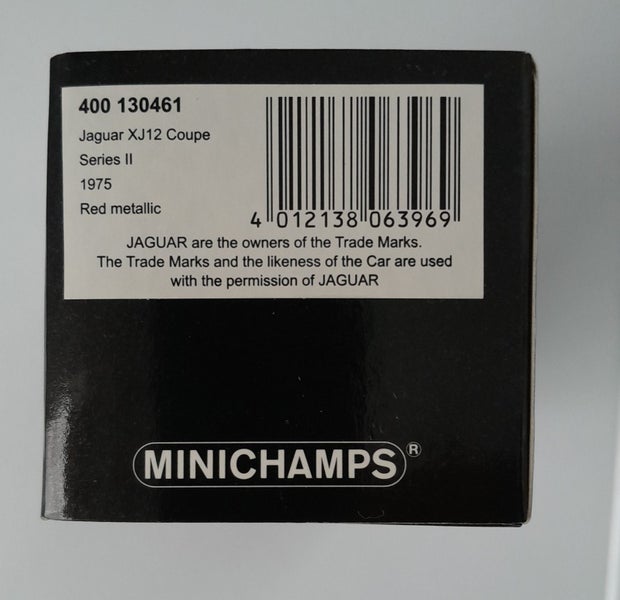 400 130461
Jaguar XJ12 Coupe
Series II
1975
Red metallic
4 012138 063969
JAGUAR are the owners of the Trade Marks.
The Trade Marks and the likeness of the Car are used
with the permission of JAGUAR
MINICHAMPS®